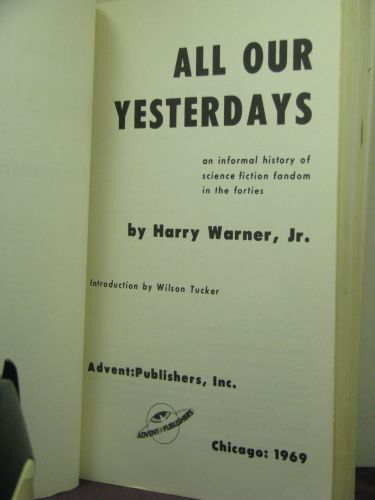 ALL OUR
YESTERDAYS
an informal history of
science fiction fandom
in the forties
by Harry Warner, Jr.
Introduction by Wilson Tucker
Advent:Publishers, Inc.
ADVENT:PUBLISHERS
Chicago: 1969